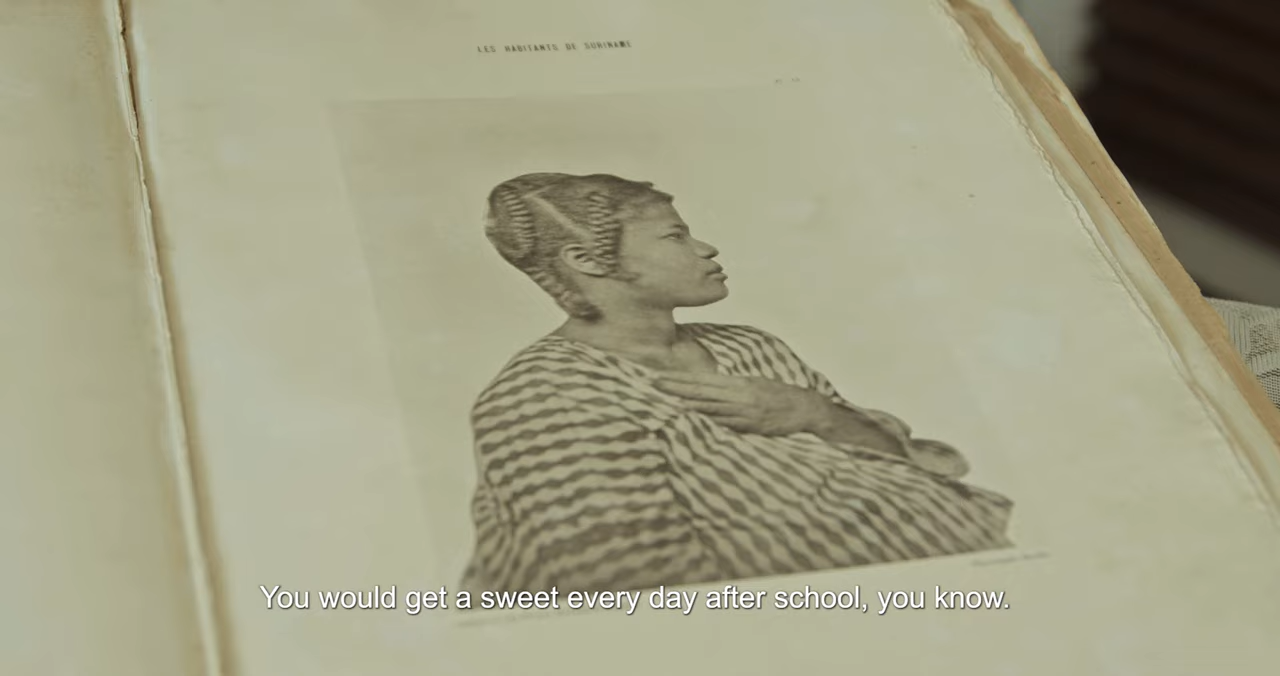 LES HABITANTS DE SURINAME
You would get a sweet every day after school, you know.